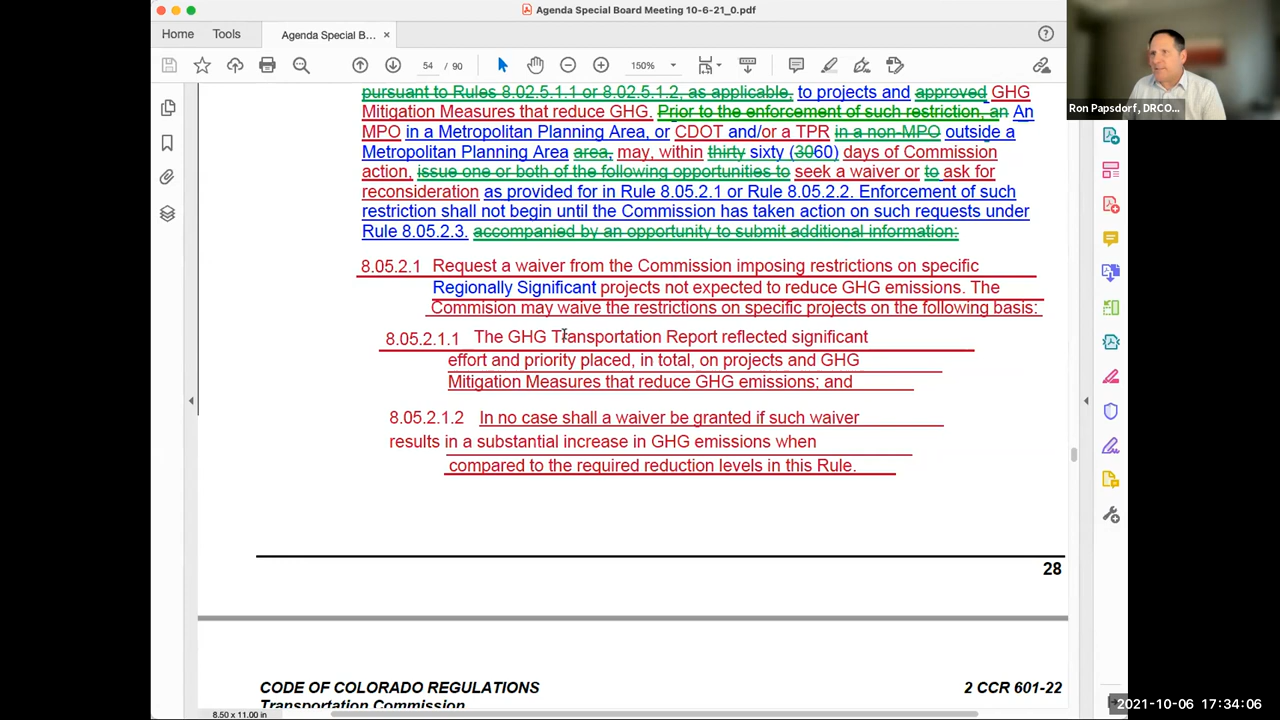 Agenda Special Board Meeting 10-6-21_0.pdf
Home Tools Agenda Special B... ×
54 / 90 150%
Ron Papsdorf, DRCO...
pursuant to Rules 8.02.5.1.1 or 8.02.5.1.2, as applicable, to projects and approved GHG
Mitigation Measures that reduce GHG. Prior to the enforcement of such restriction, an An
MPO in a Metropolitan Planning Area, or CDOT and/or a TPR in a non-MPO outside a
Metropolitan Planning Area area, may, within thirty sixty (3060) days of Commission
action, issue one or both of the following opportunities to seek a waiver or to ask for
reconsideration as provided for in Rule 8.05.2.1 or Rule 8.05.2.2. Enforcement of such
restriction shall not begin until the Commission has taken action on such requests under
Rule 8.05.2.3. accompanied by an opportunity to submit additional information:
8.05.2.1 Request a waiver from the Commission imposing restrictions on specific
Regionally Significant projects not expected to reduce GHG emissions. The
Commision may waive the restrictions on specific projects on the following basis:
8.05.2.1.1 The GHG Transportation Report reflected significant
effort and priority placed, in total, on projects and GHG
Mitigation Measures that reduce GHG emissions; and
8.05.2.1.2 In no case shall a waiver be granted if such waiver
results in a substantial increase in GHG emissions when
compared to the required reduction levels in this Rule.
28
CODE OF COLORADO REGULATIONS 2 CCR 601-22
Transportation Commission
8.50 x 11.00 in
2021-10-06 17:34:06